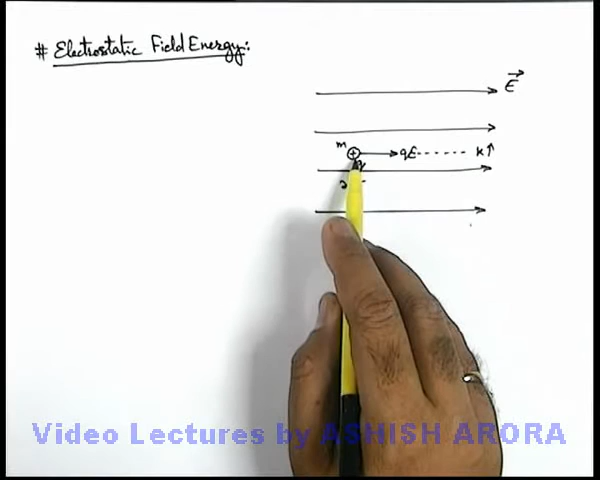 # Electrostatic Field Energy:
E
m + qE K↑
q
Video Lectures by ASHISH ARORA